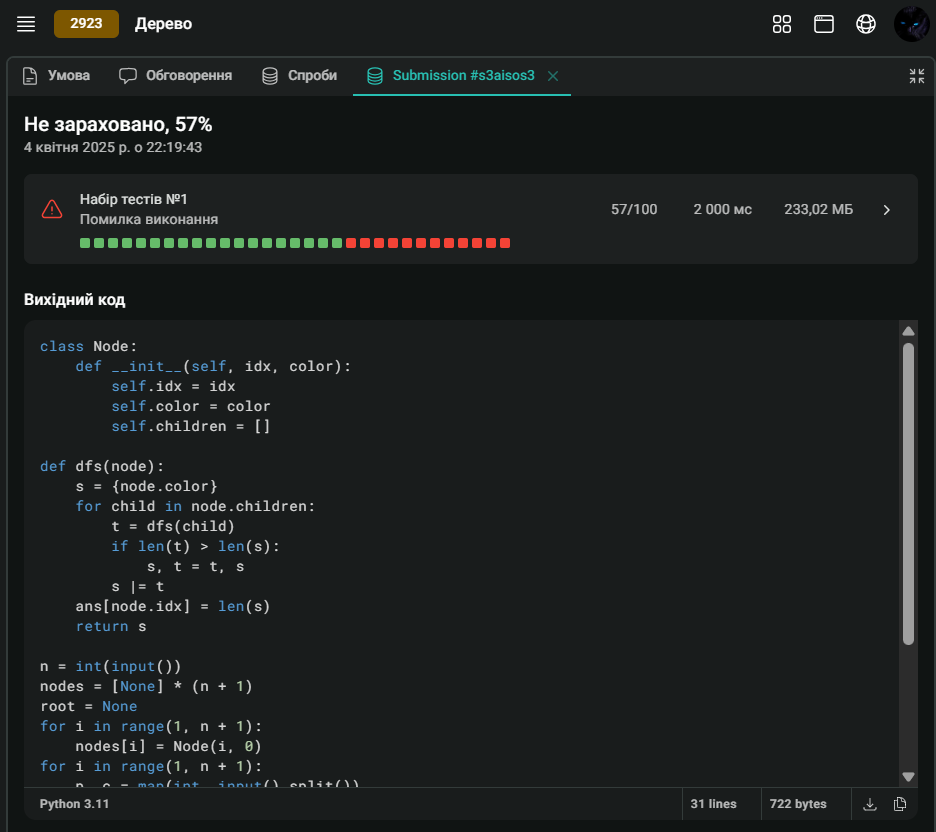 2923 Дерево
Умова Обговорення Спроби Submission #s3aisos3
Не зараховано, 57%
4 квітня 2025 р. о 22:19:43
Набір тестів №1
Помилка виконання
57/100 2 000 мс 233,02 МБ
Вихідний код
class Node:
    def __init__(self, idx, color):
        self.idx = idx
        self.color = color
        self.children = []
def dfs(node):
    s = {node.color}
    for child in node.children:
        t = dfs(child)
        if len(t) > len(s):
            s, t = t, s
        s |= t
    ans[node.idx] = len(s)
    return s
n = int(input())
nodes = [None] * (n + 1)
root = None
for i in range(1, n + 1):
    nodes[i] = Node(i, 0)
for i in range(1, n + 1):
    p, c = map(int, input().split())
Python 3.11 31 lines 722 bytes